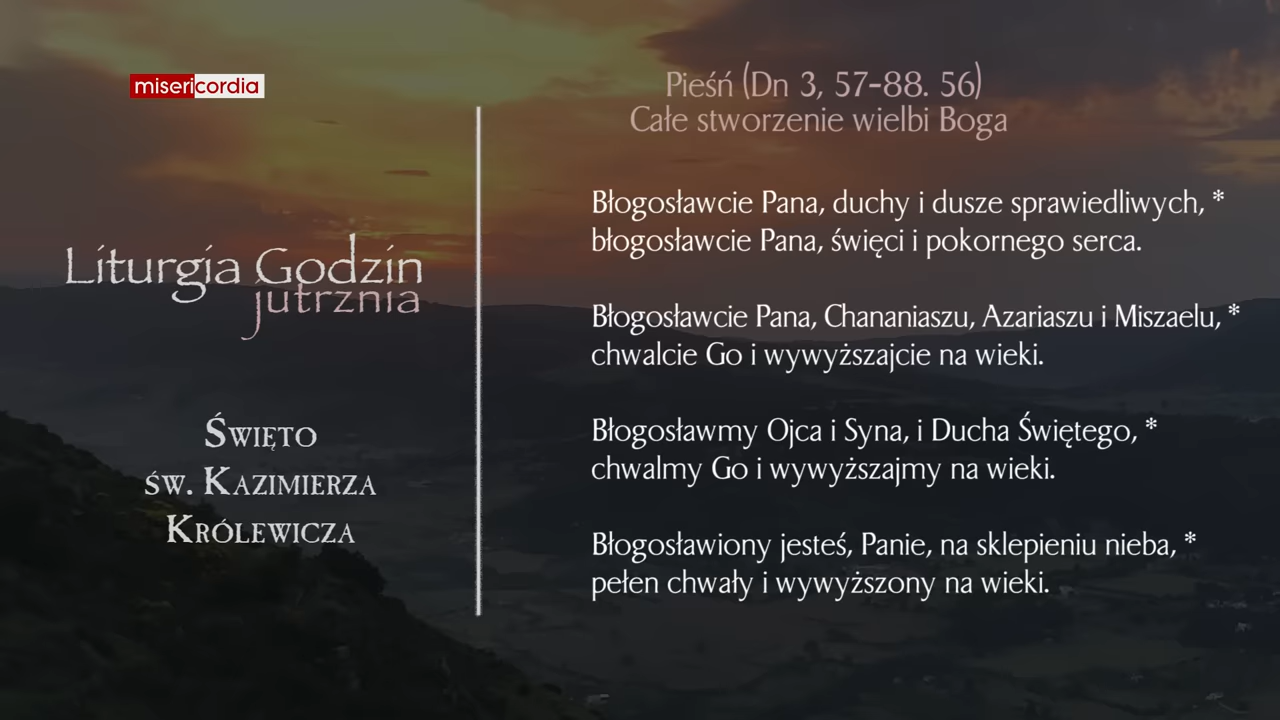 misericordia
Liturgia Godzin
jutrznia
Święto
św. Kazimierza
Królewicza
Pieśń (Dn 3, 57-88. 56)
Całe stworzenie wielbi Boga
Błogosławcie Pana, duchy i dusze sprawiedliwych, *
błogosławcie Pana, święci i pokornego serca.
Błogosławcie Pana, Chananiaszu, Azariaszu i Miszaelu, *
chwalcie Go i wywyższajcie na wieki.
Błogosławmy Ojca i Syna, i Ducha Świętego, *
chwalmy Go i wywyższajmy na wieki.
Błogosławiony jesteś, Panie, na sklepieniu nieba, *
pełen chwały i wywyższony na wieki.